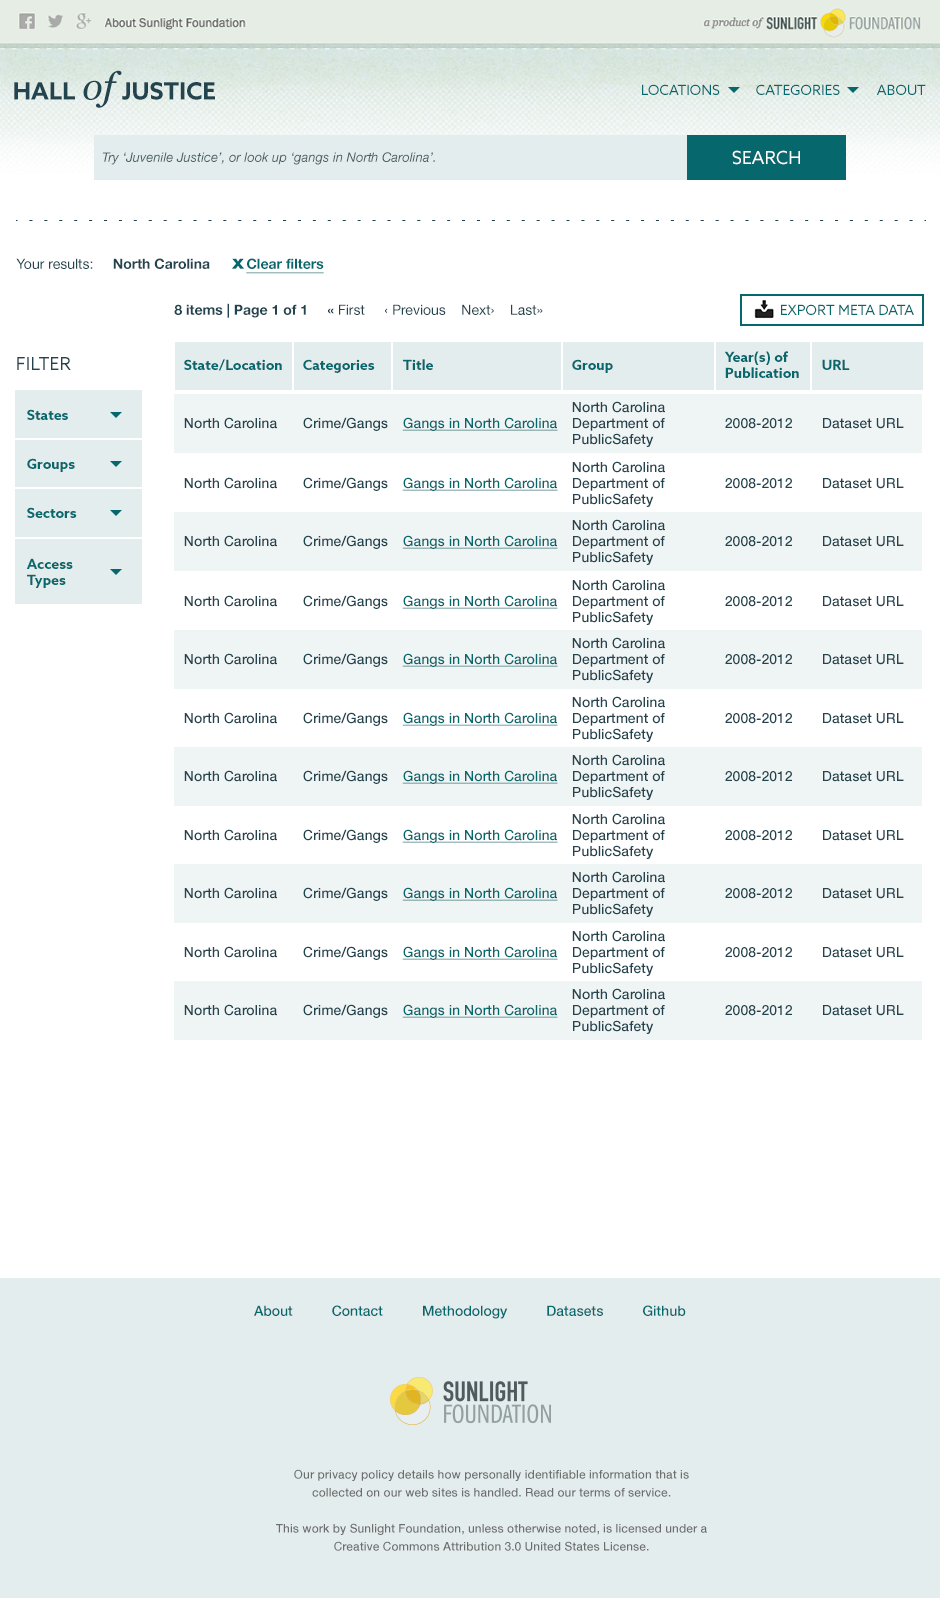 About Sunlight Foundation
a product of SUNLIGHT FOUNDATION
HALL of JUSTICE
LOCATIONS CATEGORIES ABOUT
Try ‘Juvenile Justice’, or look up ‘gangs in North Carolina’.
SEARCH
Your results: North Carolina X Clear filters
8 items | Page 1 of 1 « First ‹ Previous Next› Last»
EXPORT META DATA
FILTER
States
Groups
Sectors
Access
Types
State/Location Categories Title Group Year(s) of Publication URL
North Carolina Crime/Gangs Gangs in North Carolina North Carolina Department of PublicSafety 2008-2012 Dataset URL
North Carolina Crime/Gangs Gangs in North Carolina North Carolina Department of PublicSafety 2008-2012 Dataset URL
North Carolina Crime/Gangs Gangs in North Carolina North Carolina Department of PublicSafety 2008-2012 Dataset URL
North Carolina Crime/Gangs Gangs in North Carolina North Carolina Department of PublicSafety 2008-2012 Dataset URL
North Carolina Crime/Gangs Gangs in North Carolina North Carolina Department of PublicSafety 2008-2012 Dataset URL
North Carolina Crime/Gangs Gangs in North Carolina North Carolina Department of PublicSafety 2008-2012 Dataset URL
North Carolina Crime/Gangs Gangs in North Carolina North Carolina Department of PublicSafety 2008-2012 Dataset URL
North Carolina Crime/Gangs Gangs in North Carolina North Carolina Department of PublicSafety 2008-2012 Dataset URL
North Carolina Crime/Gangs Gangs in North Carolina North Carolina Department of PublicSafety 2008-2012 Dataset URL
North Carolina Crime/Gangs Gangs in North Carolina North Carolina Department of PublicSafety 2008-2012 Dataset URL
North Carolina Crime/Gangs Gangs in North Carolina North Carolina Department of PublicSafety 2008-2012 Dataset URL
About Contact Methodology Datasets Github
SUNLIGHT
FOUNDATION
Our privacy policy details how personally identifiable information that is
collected on our web sites is handled. Read our terms of service.
This work by Sunlight Foundation, unless otherwise noted, is licensed under a
Creative Commons Attribution 3.0 United States License.